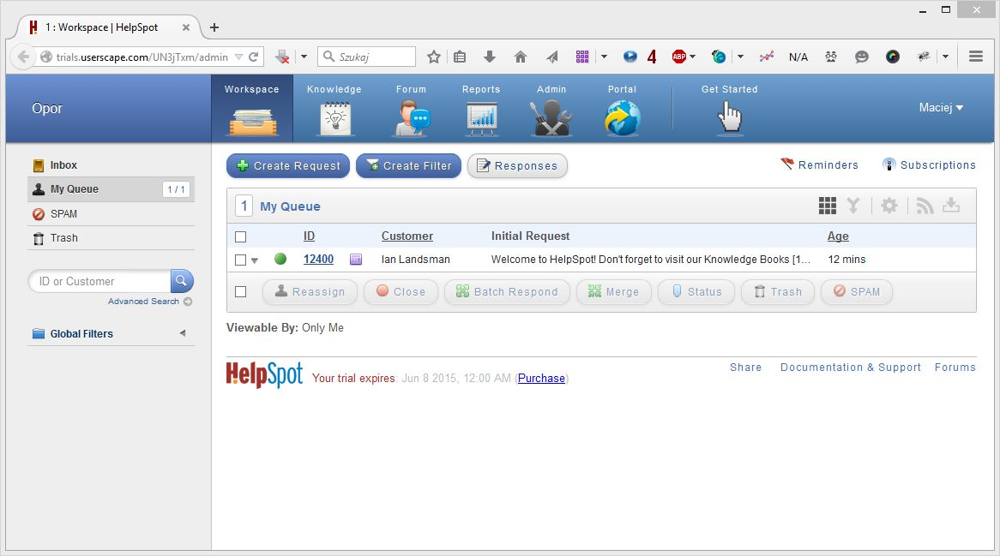 1 : Workspace | HelpSpot
trials.userscape.com/UN3jTxm/admin
Szukaj
4
ABP
N/A
Opor
Workspace
Knowledge
Forum
Reports
Admin
Portal
Get Started
Maciej
Inbox
My Queue 1 / 1
SPAM
Trash
ID or Customer
Advanced Search
Global Filters
Create Request
Create Filter
Responses
Reminders
Subscriptions
1 My Queue
ID Customer Initial Request Age
12400 Ian Landsman Welcome to HelpSpot! Don't forget to visit our Knowledge Books [1... 12 mins
Reassign Close Batch Respond Merge Status Trash SPAM
Viewable By: Only Me
HelpSpot Your trial expires: Jun 8 2015, 12:00 AM (Purchase)
Share Documentation & Support Forums